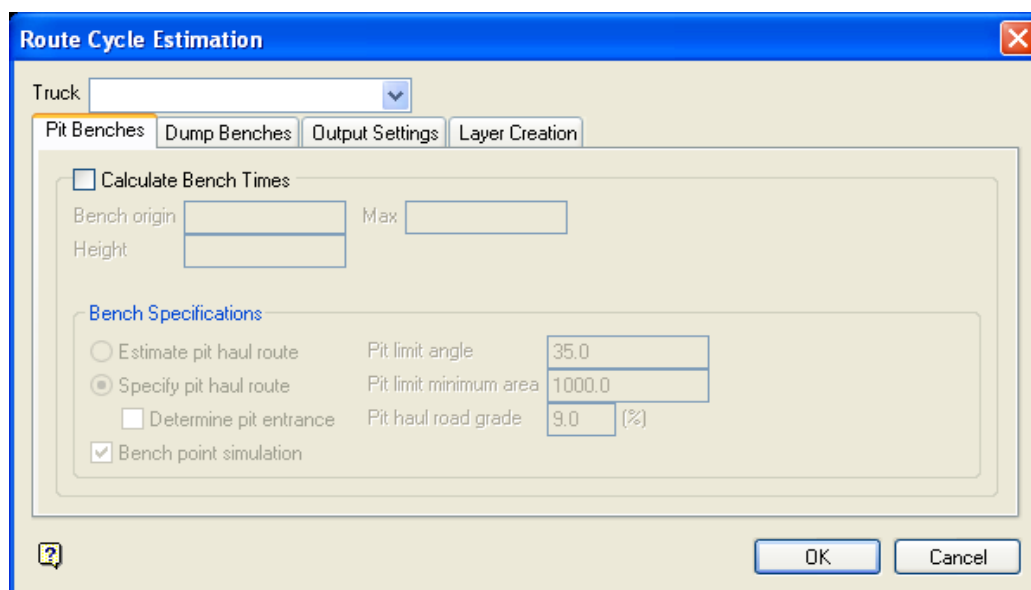 Route Cycle Estimation
Truck
Pit Benches Dump Benches Output Settings Layer Creation
Calculate Bench Times
Bench origin Max
Height
Bench Specifications
Estimate pit haul route Pit limit angle 35.0
Specify pit haul route Pit limit minimum area 1000.0
Determine pit entrance Pit haul road grade 9.0 (%)
Bench point simulation
? OK Cancel